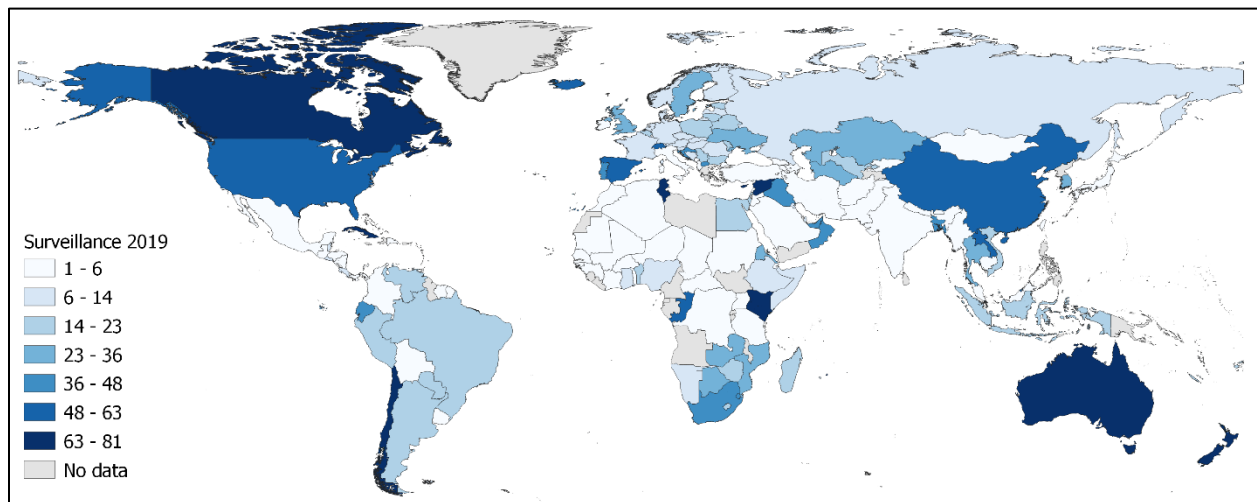 Surveillance 2019
1 - 6
6 - 14
14 - 23
23 - 36
36 - 48
48 - 63
63 - 81
No data